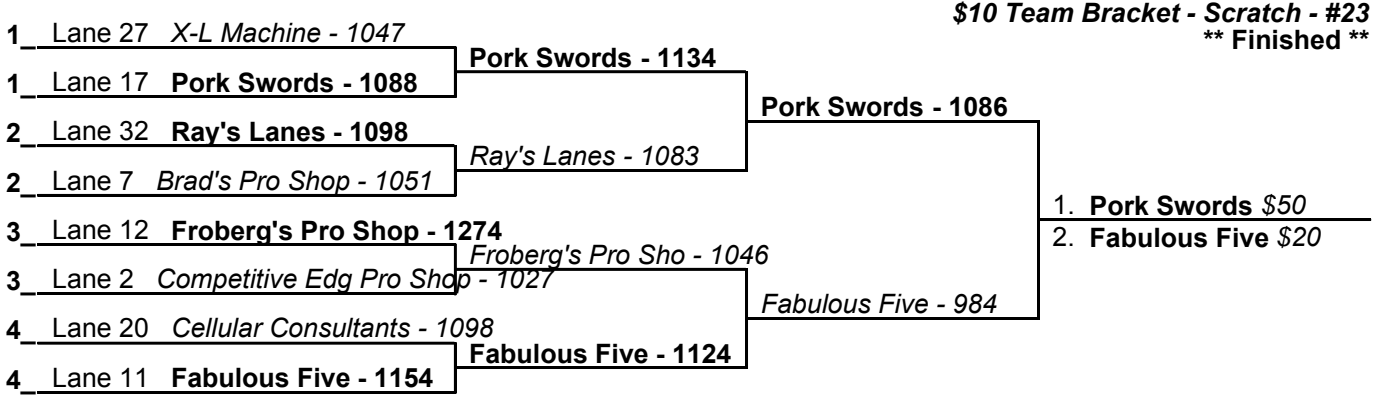 $10 Team Bracket - Scratch - #23
** Finished **
1_ Lane 27 X-L Machine - 1047
Pork Swords - 1134
1_ Lane 17 Pork Swords - 1088
Pork Swords - 1086
2_ Lane 32 Ray's Lanes - 1098
Ray's Lanes - 1083
2_ Lane 7 Brad's Pro Shop - 1051
1. Pork Swords $50
3_ Lane 12 Froberg's Pro Shop - 1274
2. Fabulous Five $20
Froberg's Pro Sho - 1046
3_ Lane 2 Competitive Edg Pro Shop - 1027
Fabulous Five - 984
4_ Lane 20 Cellular Consultants - 1098
Fabulous Five - 1124
4_ Lane 11 Fabulous Five - 1154